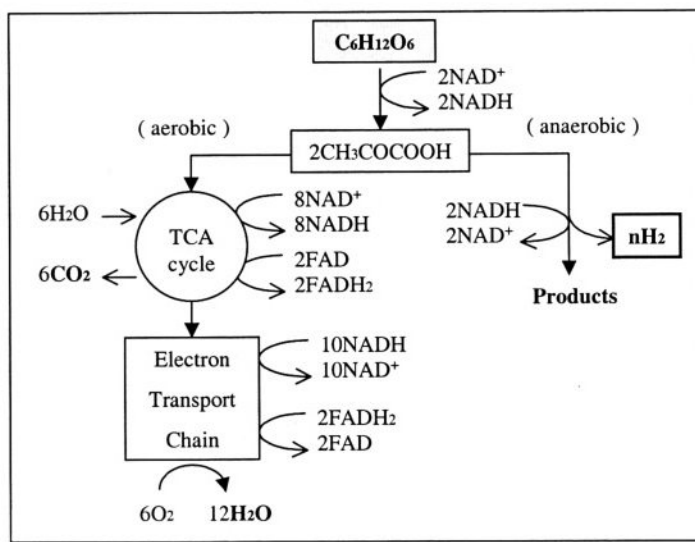 C₆H₁₂O₆
2NAD⁺
2NADH
( aerobic )
( anaerobic )
2CH₃COCOOH
6H₂O
TCA
cycle
8NAD⁺
8NADH
6CO₂
2FAD
2FADH₂
2NADH
2NAD⁺
nH₂
Products
Electron
Transport
Chain
10NADH
10NAD⁺
2FADH₂
2FAD
6O₂
12H₂O